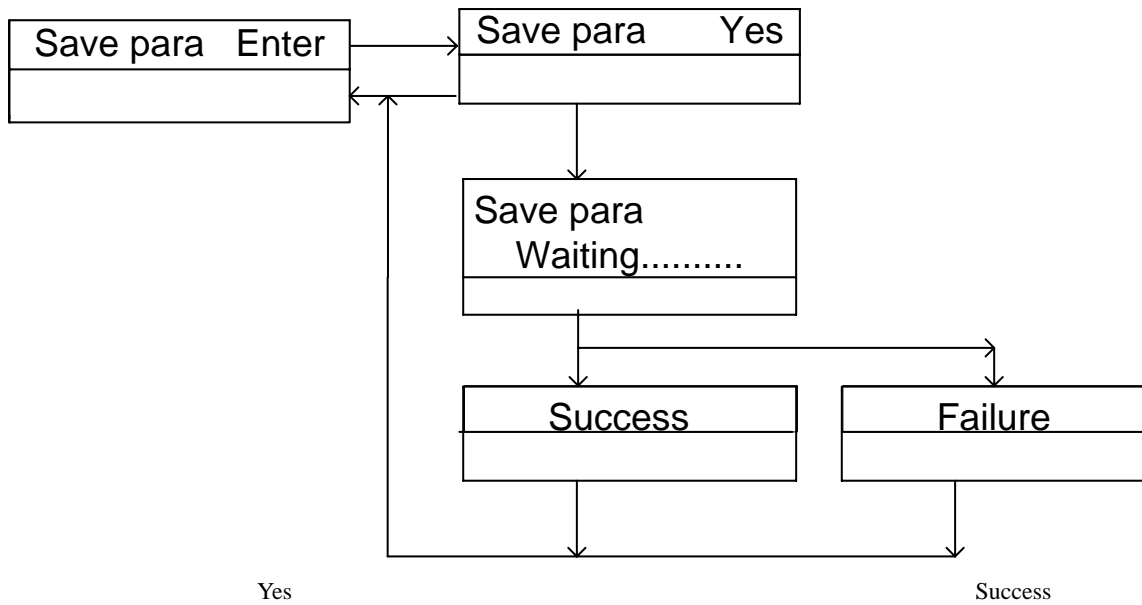 Save para Enter
Save para Yes
Save para
Waiting..........
Success
Failure
Yes Success